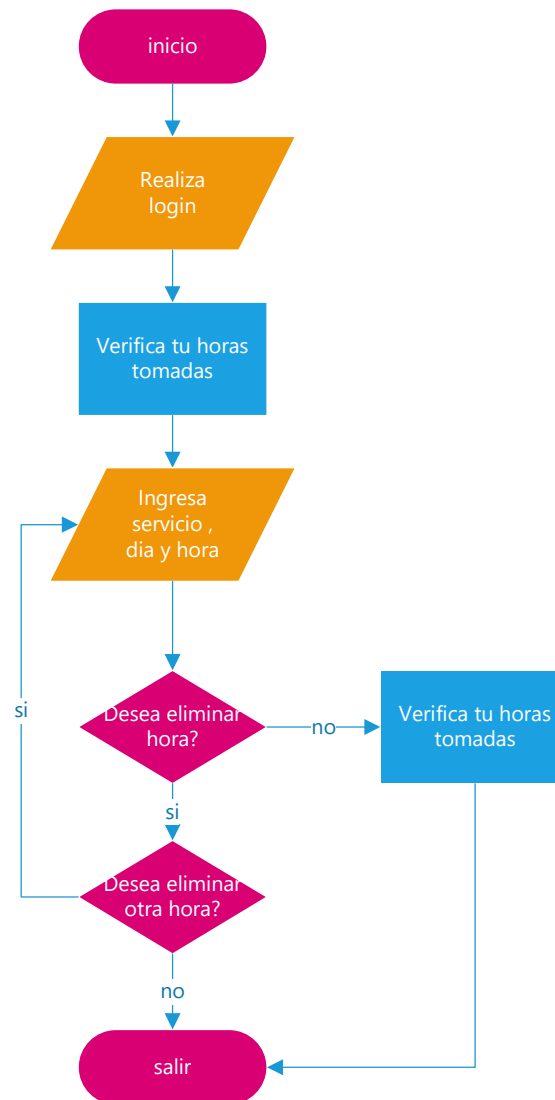 inicio
Realiza
login
Verifica tu horas
tomadas
Ingresa
servicio ,
dia y hora
Desea eliminar
hora?
no
Verifica tu horas
tomadas
si
si
Desea eliminar
otra hora?
no
salir